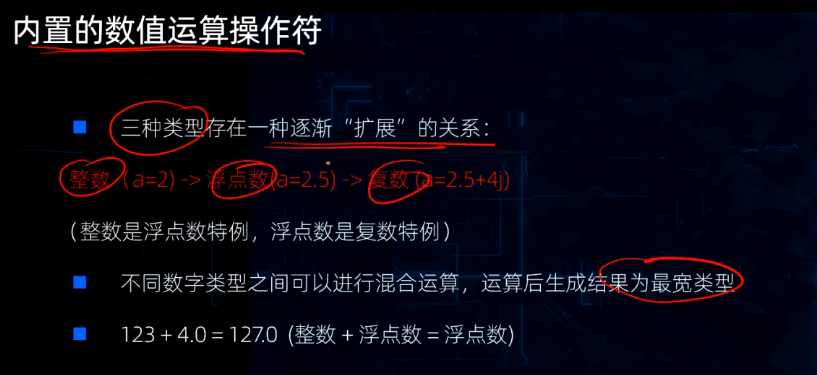 内置的数值运算操作符
三种类型存在一种逐渐“扩展”的关系：
整数（a=2) -> 浮点数(a=2.5) -> 复数 (a=2.5+4j)
（整数是浮点数特例，浮点数是复数特例）
不同数字类型之间可以进行混合运算，运算后生成结果为最宽类型
123 + 4.0 = 127.0 (整数 + 浮点数 = 浮点数)